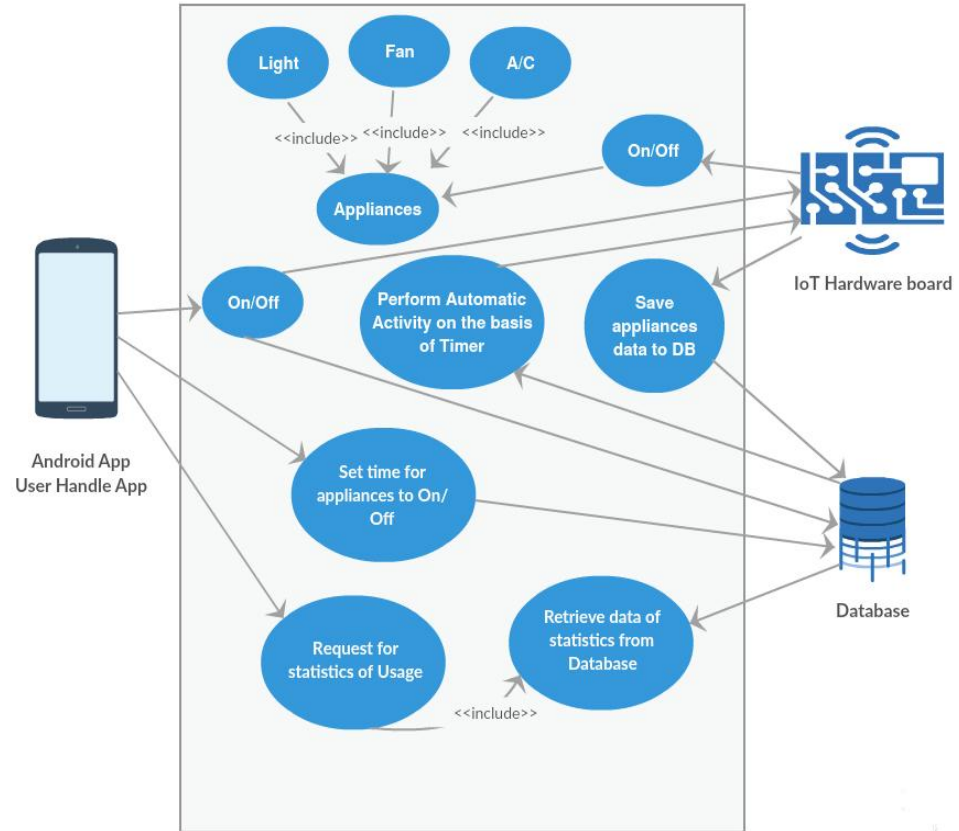 Light
Fan
A/C
<<include>>
<<include>>
<<include>>
On/Off
Appliances
IoT Hardware board
On/Off
Perform Automatic
Activity on the basis
of Timer
Save
appliances
data to DB
Android App
User Handle App
Set time for
appliances to On/
Off
Database
Request for
statistics of Usage
Retrieve data of
statistics from
Database
<<include>>